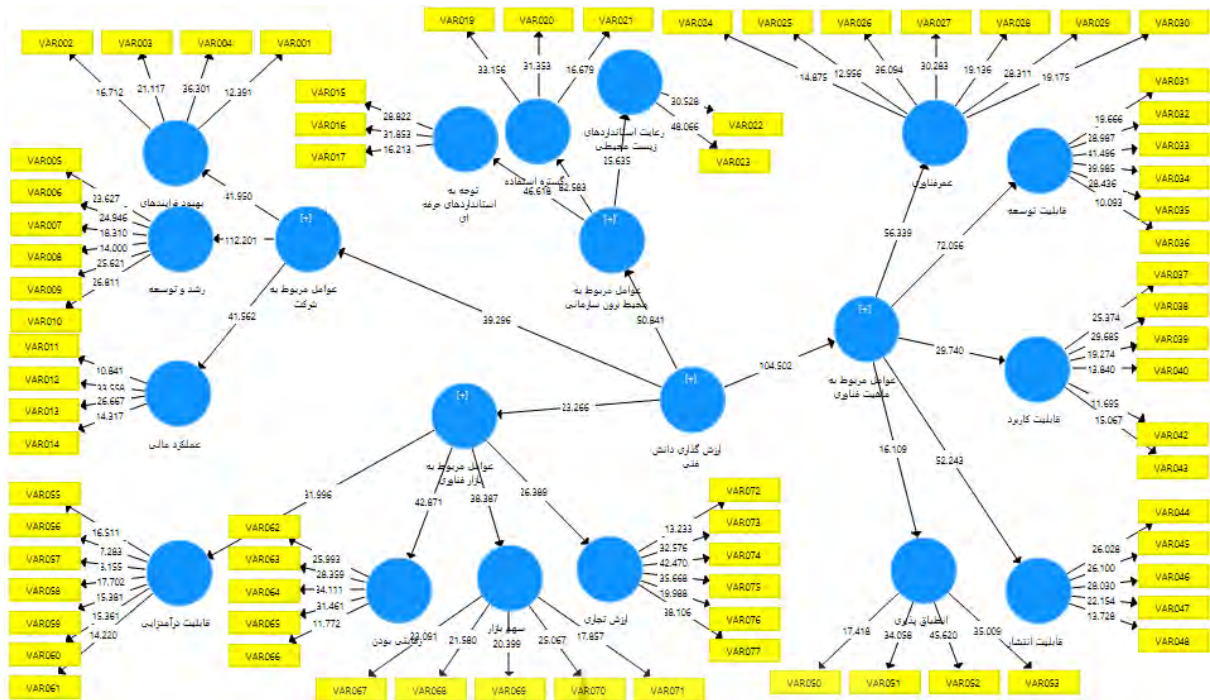 VAR002
VAR003
VAR004
VAR001
16.712
21.117
36.301
12.391
بهبود فرایندهای
VAR005
VAR006
VAR007
VAR008
VAR009
VAR010
23.627
24.946
18.310
14.000
25.621
26.811
رشد و توسعه
VAR011
VAR012
VAR013
VAR014
10.841
33.558
26.667
14.317
عملکرد مالی
41.950
112.201
41.562
[+]
عوامل مربوط به
شرکت
VAR015
VAR016
VAR017
28.822
31.853
16.213
توجه به
استانداردهای حرفه
ای
VAR019
VAR020
VAR021
33.156
31.353
16.679
گستره استفاده
VAR022
VAR023
30.528
48.066
رعایت استانداردهای
زیست محیطی
46.618
62.583
25.635
[+]
عوامل مربوط به
محیط برون سازمانی
VAR024
VAR025
VAR026
VAR027
VAR028
VAR029
VAR030
14.875
12.956
36.094
30.283
19.136
28.311
19.175
عمرفناوری
VAR031
VAR032
VAR033
VAR034
VAR035
VAR036
19.666
28.987
41.496
39.985
28.436
10.093
قابلیت توسعه
56.339
72.056
29.740
16.109
52.243
[+]
عوامل مربوط به
ماهیت فناوری
VAR037
VAR038
VAR039
VAR040
VAR042
VAR043
25.374
29.685
19.274
13.840
11.695
15.067
قابلیت کاربرد
39.296
50.841
104.502
23.266
[+]
ارزش گذاری دانش
فنی
[+]
عوامل مربوط به
بازار فناوری
31.996
42.871
38.387
26.389
VAR055
VAR056
VAR057
VAR058
VAR059
VAR060
VAR061
16.511
7.283
3.155
17.702
15.381
15.361
14.220
قابلیت درآمدزایی
VAR062
VAR063
VAR064
VAR065
VAR066
25.993
28.359
34.111
31.461
11.772
رقابتی بودن
VAR067
VAR068
VAR069
VAR070
VAR071
23.091
21.580
20.399
25.067
17.857
سهم بازار
VAR072
VAR073
VAR074
VAR075
VAR076
VAR077
13.233
32.576
42.470
35.668
19.988
38.106
ارزش تجاری
VAR050
VAR051
VAR052
VAR053
17.418
34.058
45.620
35.009
انطباق پذیری
VAR044
VAR045
VAR046
VAR047
VAR048
26.028
26.100
28.030
22.154
13.728
قابلیت انتشار